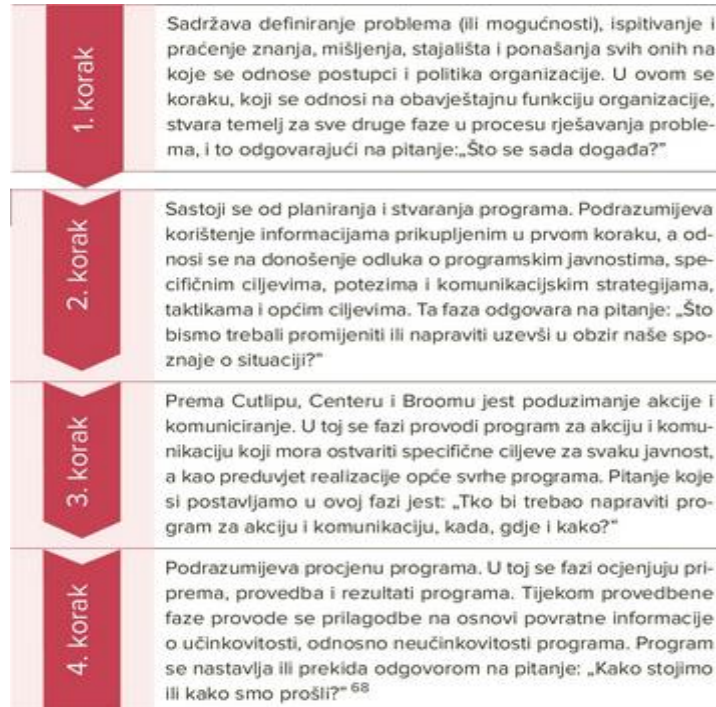 1. korak
Sadržava definiranje problema (ili mogućnosti), ispitivanje i
praćenje znanja, mišljenja, stajališta i ponašanja svih onih na
koje se odnose postupci i politika organizacije. U ovom se
koraku, koji se odnosi na obavještajnu funkciju organizacije,
stvara temelj za sve druge faze u procesu rješavanja proble-
ma, i to odgovarajući na pitanje:„Što se sada događa?"
2. korak
Sastoji se od planiranja i stvaranja programa. Podrazumijeva
korištenje informacijama prikupljenim u prvom koraku, a od-
nosi se na donošenje odluka o programskim javnostima, spe-
cifičnim ciljevima, potezima i komunikacijskim strategijama,
taktikama i općim ciljevima. Ta faza odgovara na pitanje: „Što
bismo trebali promijeniti ili napraviti uzevši u obzir naše spo-
znaje o situaciji?"
3. korak
Prema Cutlipu, Centeru i Broomu jest poduzimanje akcije i
komuniciranje. U toj se fazi provodi program za akciju i komu-
nikaciju koji mora ostvariti specifične ciljeve za svaku javnost,
a kao preduvjet realizacije opće svrhe programa. Pitanje koje
si postavljamo u ovoj fazi jest: „Tko bi trebao napraviti pro-
gram za akciju i komunikaciju, kada, gdje i kako?"
4. korak
Podrazumijeva procjenu programa. U toj se fazi ocjenjuju pri-
prema, provedba i rezultati programa. Tijekom provedbene
faze provode se prilagodbe na osnovi povratne informacije
o učinkovitosti, odnosno neučinkovitosti programa. Program
se nastavlja ili prekida odgovorom na pitanje: „Kako stojimo
ili kako smo prošli?" 68